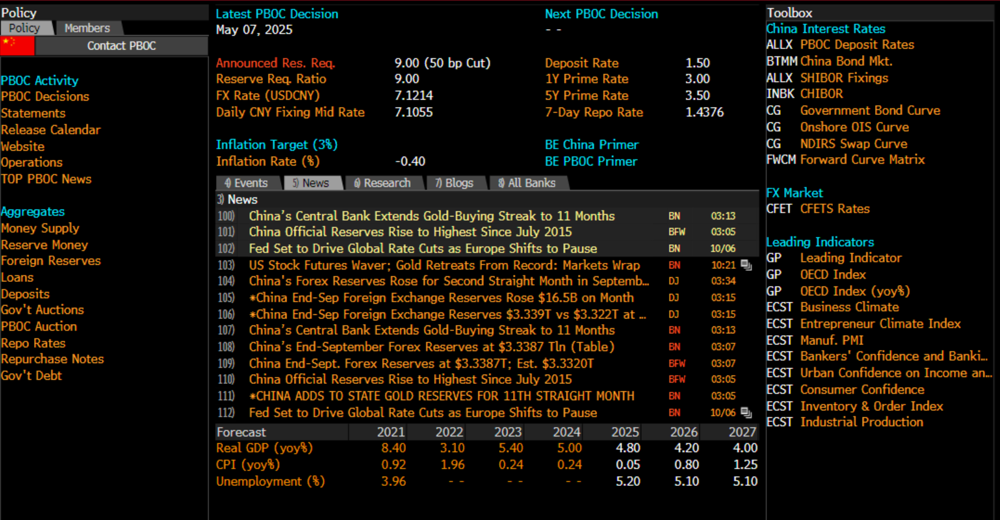 Policy
Policy Members
Contact PBOC
PBOC Activity
PBOC Decisions
Statements
Release Calendar
Website
Operations
TOP PBOC News
Aggregates
Money Supply
Reserve Money
Foreign Reserves
Loans
Deposits
Gov't Auctions
PBOC Auction
Repo Rates
Repurchase Notes
Gov't Debt
Latest PBOC Decision
May 07, 2025
Next PBOC Decision
- -
Announced Res. Req. 9.00 (50 bp Cut)
Reserve Req. Ratio 9.00
FX Rate (USDCNY) 7.1214
Daily CNY Fixing Mid Rate 7.1055
Deposit Rate 1.50
1Y Prime Rate 3.00
5Y Prime Rate 3.50
7-Day Repo Rate 1.4376
Inflation Target (3%)
Inflation Rate (%) -0.40
BE China Primer
BE PBOC Primer
4) Events 5) News 6) Research 7) Blogs 8) All Banks
3) News
100) China's Central Bank Extends Gold-Buying Streak to 11 Months BN 03:13
101) China Official Reserves Rise to Highest Since July 2015 BFW 03:05
102) Fed Set to Drive Global Rate Cuts as Europe Shifts to Pause BN 10/06
103) US Stock Futures Waver; Gold Retreats From Record: Markets Wrap BN 10:21
104) China's Forex Reserves Rose for Second Straight Month in Septemb... DJ 03:34
105) *China End-Sep Foreign Exchange Reserves Rose $16.5B on Month DJ 03:15
106) *China End-Sep Foreign Exchange Reserves $3.339T vs $3.322T at ... DJ 03:15
107) China's Central Bank Extends Gold-Buying Streak to 11 Months BN 03:13
108) China's End-September Forex Reserves at $3.3387 Tln (Table) BN 03:07
109) China End-Sept. Forex Reserves at $3.3387T; Est. $3.3320T BFW 03:07
110) China Official Reserves Rise to Highest Since July 2015 BFW 03:05
111) *CHINA ADDS TO STATE GOLD RESERVES FOR 11TH STRAIGHT MONTH BN 03:05
112) Fed Set to Drive Global Rate Cuts as Europe Shifts to Pause BN 10/06
Forecast 2021 2022 2023 2024 2025 2026 2027
Real GDP (yoy%) 8.40 3.10 5.40 5.00 4.80 4.20 4.00
CPI (yoy%) 0.92 1.96 0.24 0.24 0.05 0.80 1.25
Unemployment (%) 3.96 - - - - - - 5.20 5.10 5.10
Toolbox
China Interest Rates
ALLX PBOC Deposit Rates
BTMM China Bond Mkt.
ALLX SHIBOR Fixings
INBK CHIBOR
CG Government Bond Curve
CG Onshore OIS Curve
CG NDIRS Swap Curve
FWCM Forward Curve Matrix
FX Market
CFET CFETS Rates
Leading Indicators
GP Leading Indicator
GP OECD Index
GP OECD Index (yoy%)
ECST Business Climate
ECST Entrepreneur Climate Index
ECST Manuf. PMI
ECST Bankers' Confidence and Banki...
ECST Urban Confidence on Income an...
ECST Consumer Confidence
ECST Inventory & Order Index
ECST Industrial Production